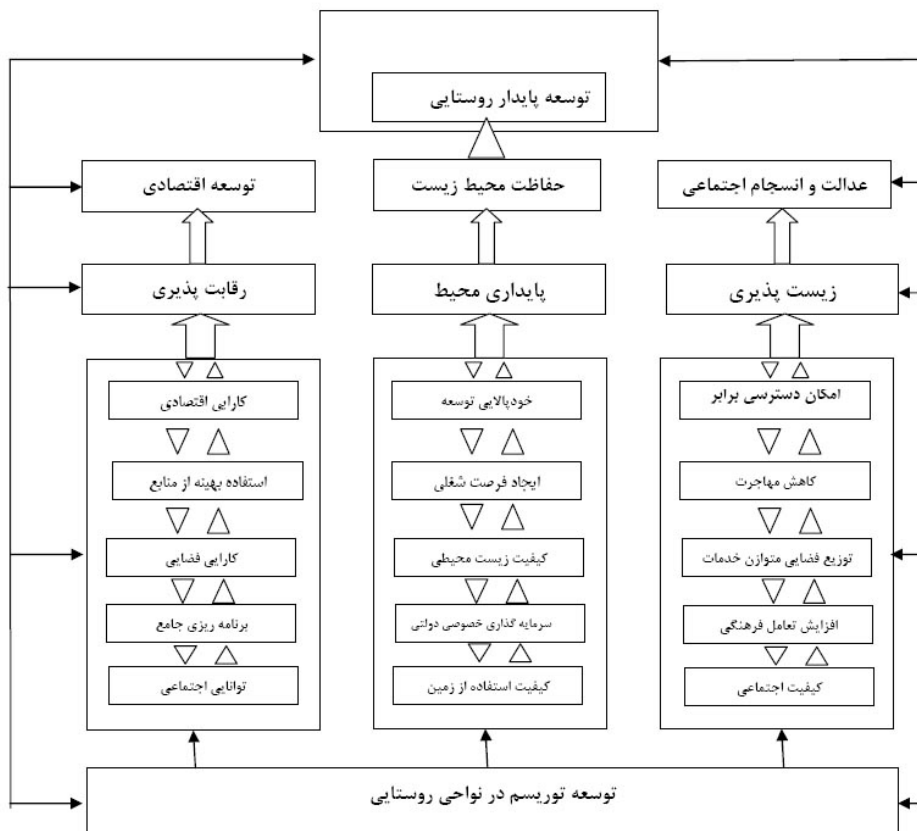 توسعه پایدار روستایی
عدالت و انسجام اجتماعی
حفاظت محیط زیست
توسعه اقتصادی
زیست پذیری
پایداری محیط
رقابت پذیری
امکان دسترسی برابر
کاهش مهاجرت
توزیع فضایی متوازن خدمات
افزایش تعامل فرهنگی
کیفیت اجتماعی
خودپالایی توسعه
ایجاد فرصت شغلی
کیفیت زیست محیطی
سرمایه گذاری خصوصی دولتی
کیفیت استفاده از زمین
کارایی اقتصادی
استفاده بهینه از منابع
کارایی فضایی
برنامه ریزی جامع
توانایی اجتماعی
توسعه توریسم در نواحی روستایی